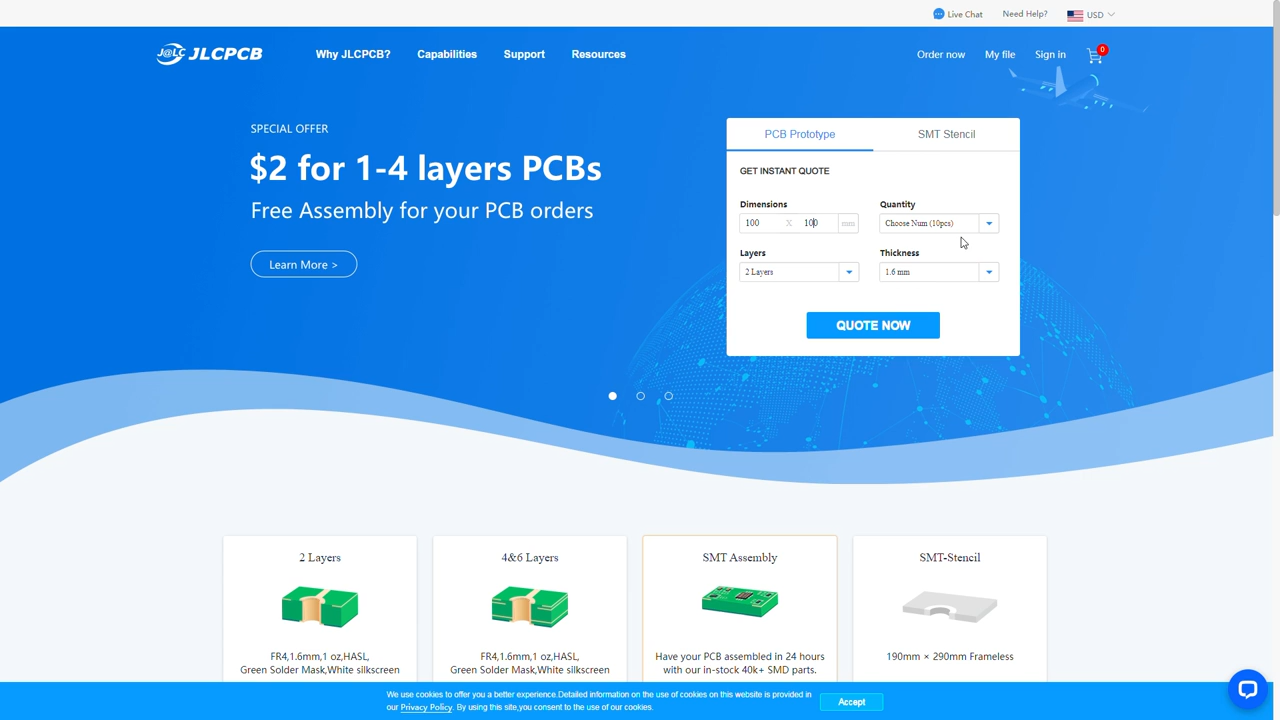 Live Chat
Need Help?
USD
J@LC JLCPCB
Why JLCPCB?
Capabilities
Support
Resources
Order now
My file
Sign in
0
SPECIAL OFFER
$2 for 1-4 layers PCBs
Free Assembly for your PCB orders
Learn More >
PCB Prototype
SMT Stencil
GET INSTANT QUOTE
Dimensions
Quantity
100 X 100 mm
Choose Num (10pcs)
Layers
Thickness
2 Layers
1.6 mm
QUOTE NOW
2 Layers
FR4,1.6mm,1 oz,HASL,
Green Solder Mask,White silkscreen
4&6 Layers
FR4,1.6mm,1 oz,HASL,
Green Solder Mask,White silkscreen
SMT Assembly
Have your PCB assembled in 24 hours
with our in-stock 40k+ SMD parts.
SMT-Stencil
190mm × 290mm Frameless
We use cookies to offer you a better experience.Detailed information on the use of cookies on this website is provided in
our Privacy Policy. By using this site,you consent to the use of our cookies.
Accept